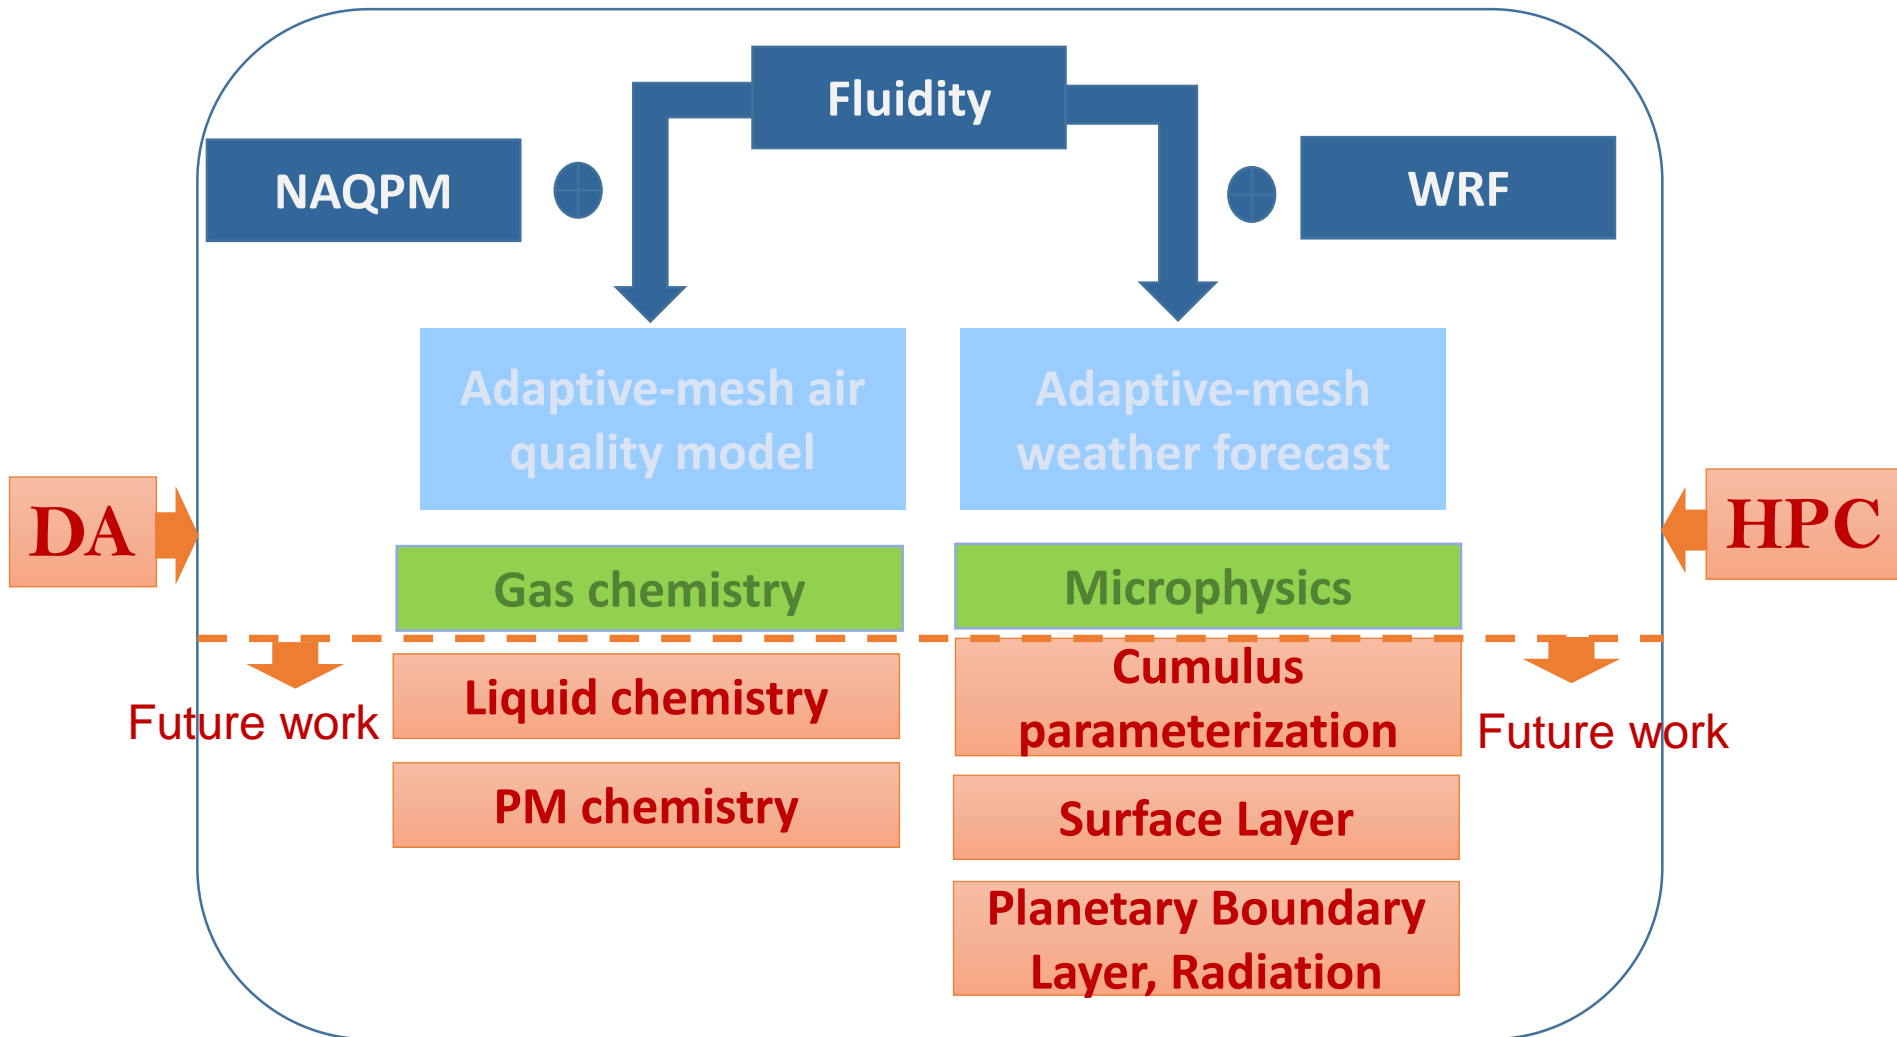 Fluidity
NAQPM
WRF
Adaptive-mesh air
quality model
Adaptive-mesh
weather forecast
DA
HPC
Gas chemistry
Microphysics
Liquid chemistry
Cumulus
parameterization
Future work
Future work
PM chemistry
Surface Layer
Planetary Boundary
Layer, Radiation